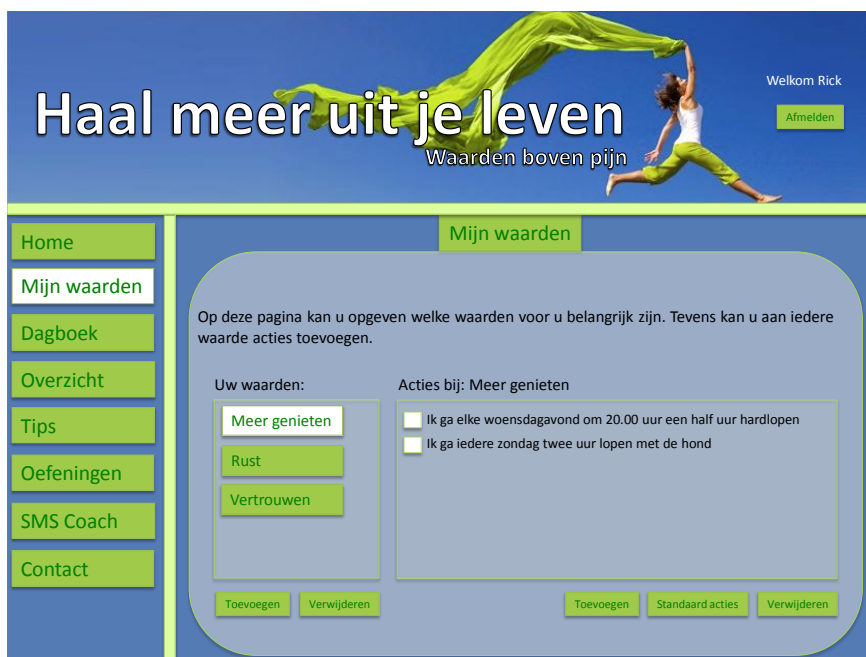 Haal meer uit je leven
Waarden boven pijn
Welkom Rick
Afmelden
Home
Mijn waarden
Dagboek
Overzicht
Tips
Oefeningen
SMS Coach
Contact
Mijn waarden
Op deze pagina kan u opgeven welke waarden voor u belangrijk zijn. Tevens kan u aan iedere
waarde acties toevoegen.
Uw waarden:
Meer genieten
Rust
Vertrouwen
Toevoegen Verwijderen
Acties bij: Meer genieten
Ik ga elke woensdagavond om 20.00 uur een half uur hardlopen
Ik ga iedere zondag twee uur lopen met de hond
Toevoegen Standaard acties Verwijderen